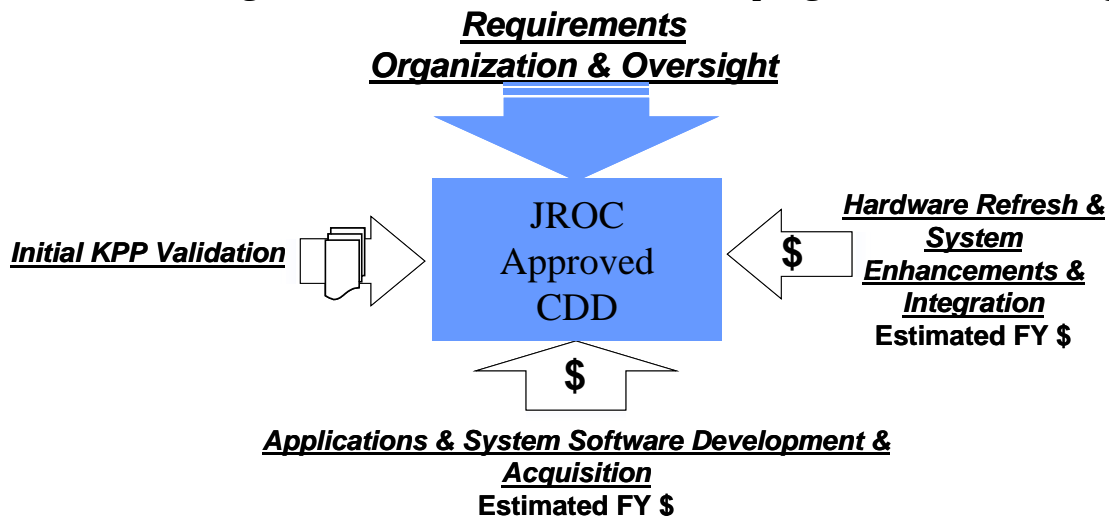 Requirements
Organization & Oversight
JROC
Approved
CDD
Initial KPP Validation
$
Hardware Refresh &
System
Enhancements &
Integration
Estimated FY $
$
Applications & System Software Development &
Acquisition
Estimated FY $